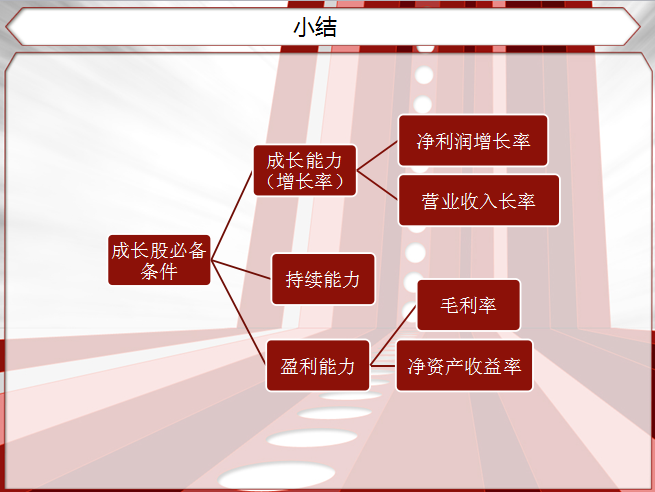 小结
成长股必备
条件
成长能力
（增长率）
净利润增长率
营业收入长率
持续能力
盈利能力
毛利率
净资产收益率